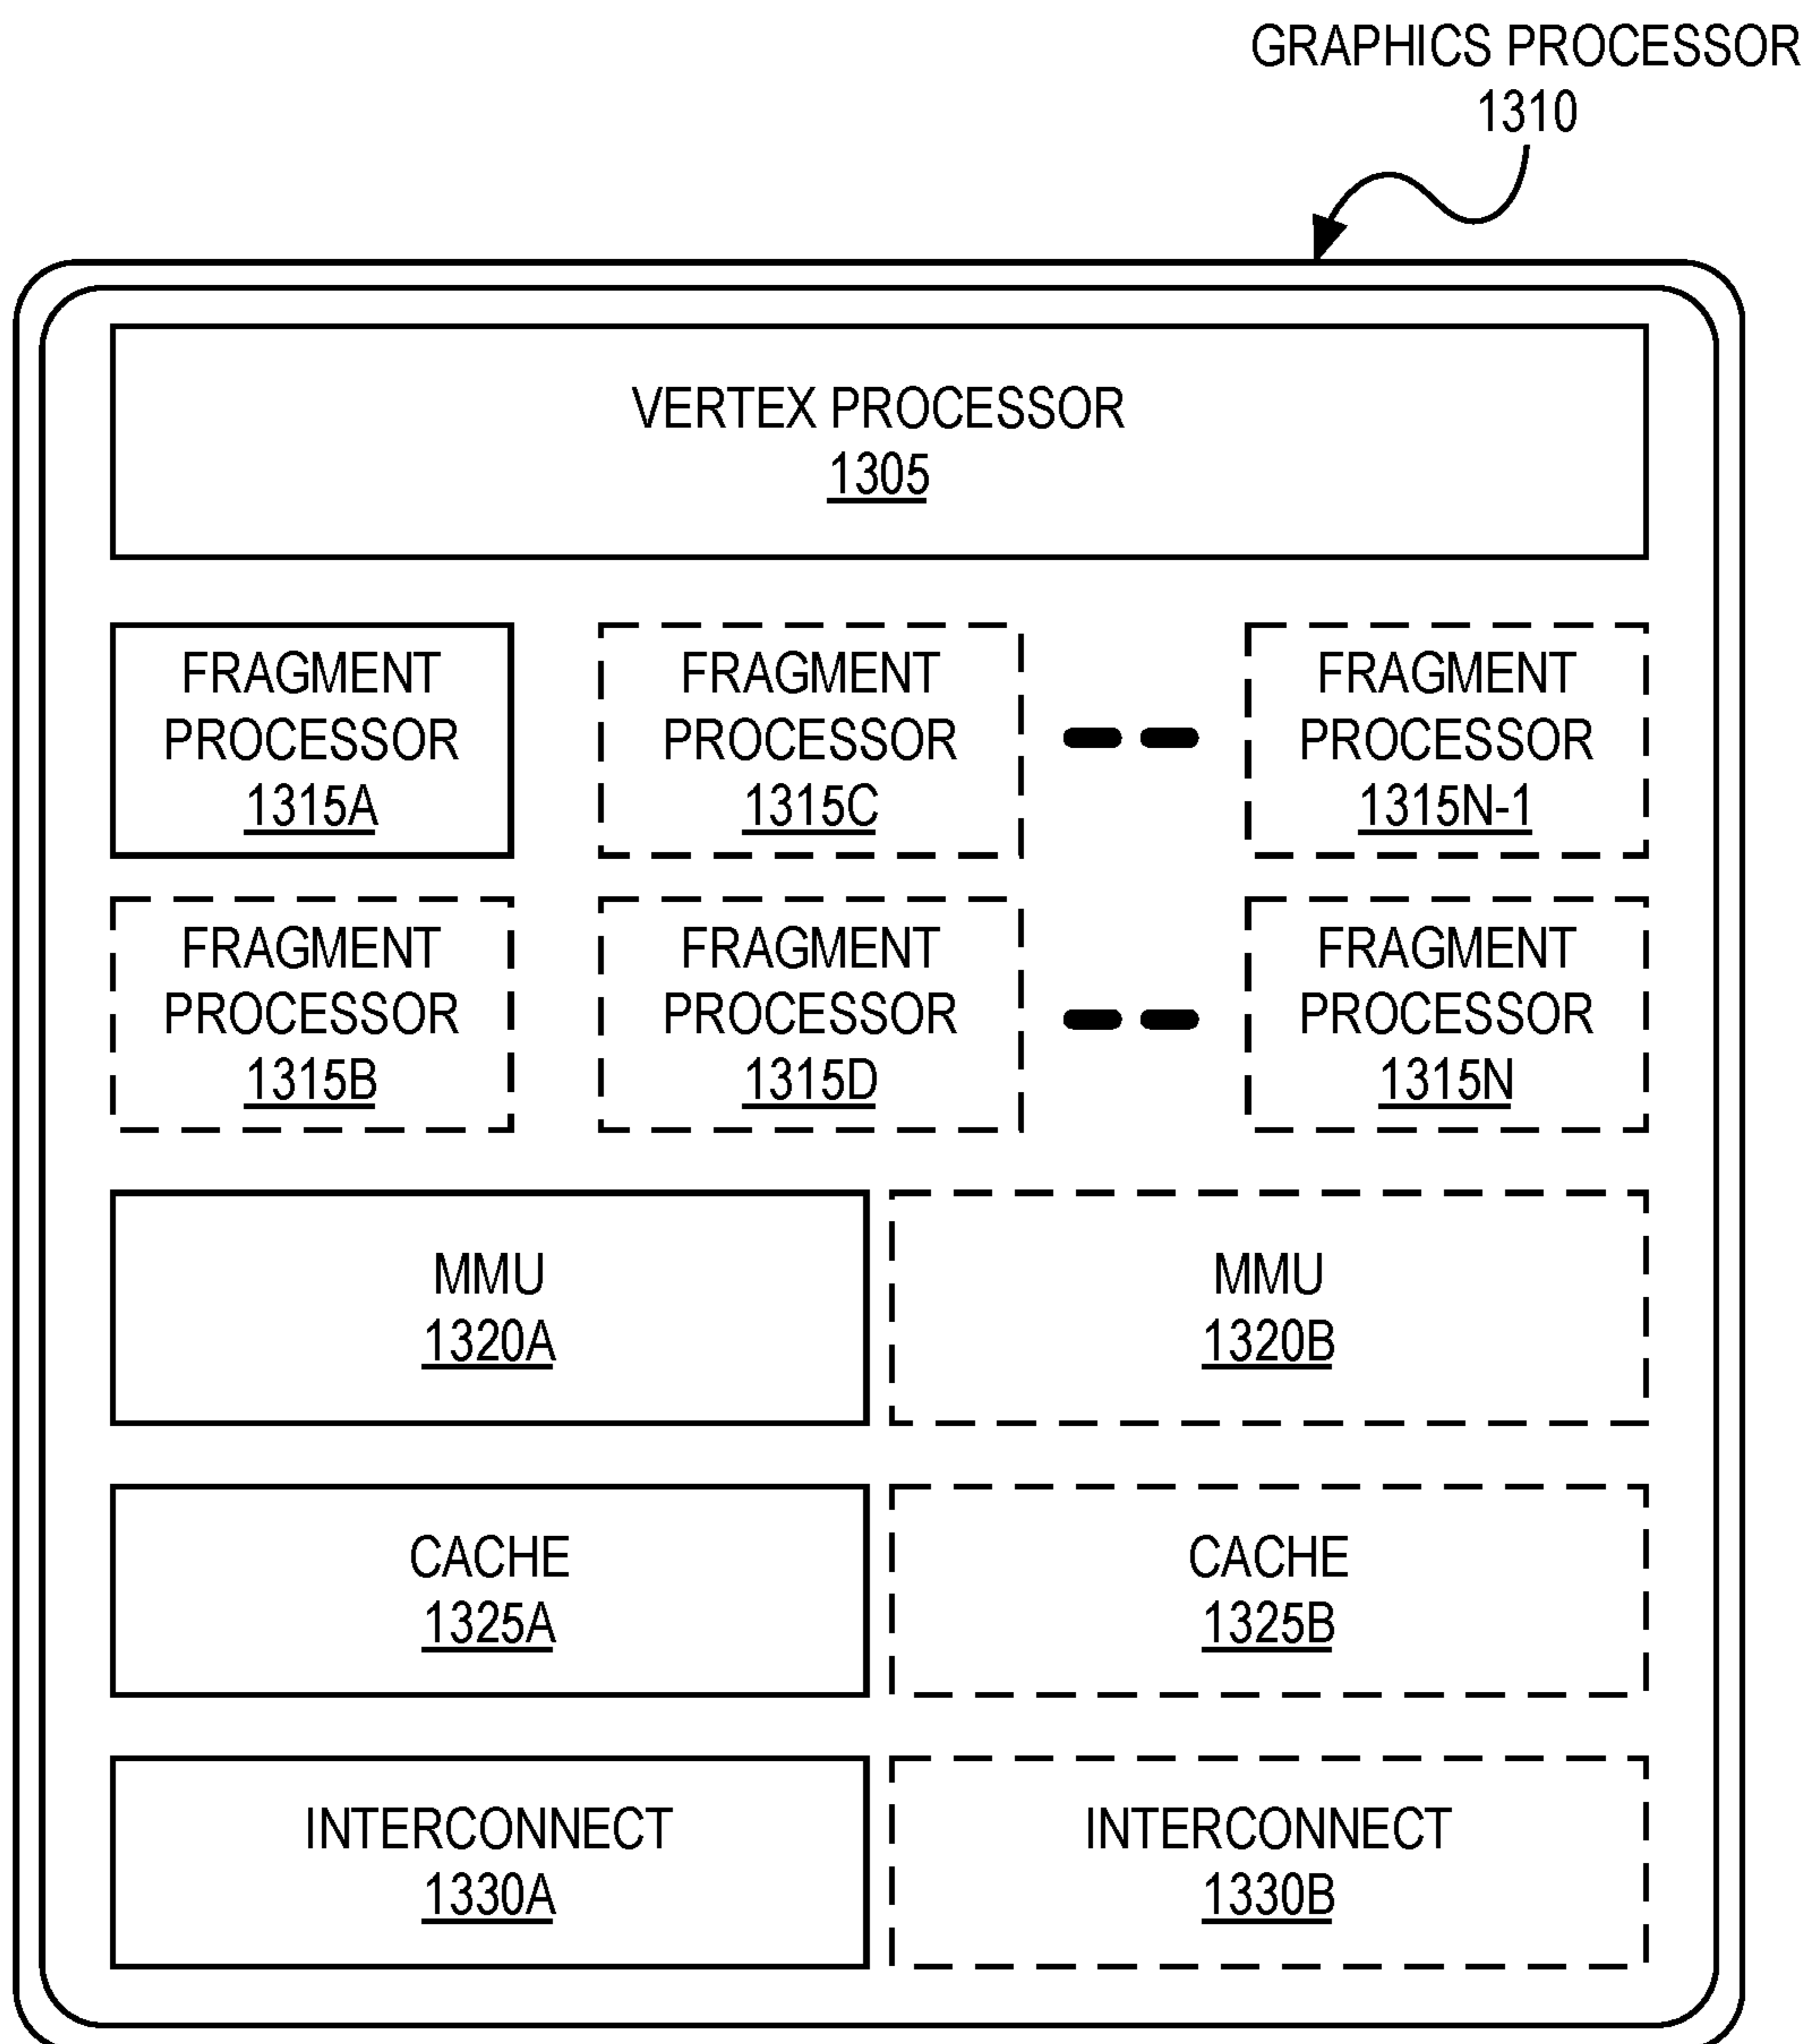 GRAPHICS PROCESSOR
1310
VERTEX PROCESSOR
1305
FRAGMENT
PROCESSOR
1315A
FRAGMENT
PROCESSOR
1315C
FRAGMENT
PROCESSOR
1315N-1
FRAGMENT
PROCESSOR
1315B
FRAGMENT
PROCESSOR
1315D
FRAGMENT
PROCESSOR
1315N
MMU
1320A
MMU
1320B
CACHE
1325A
CACHE
1325B
INTERCONNECT
1330A
INTERCONNECT
1330B